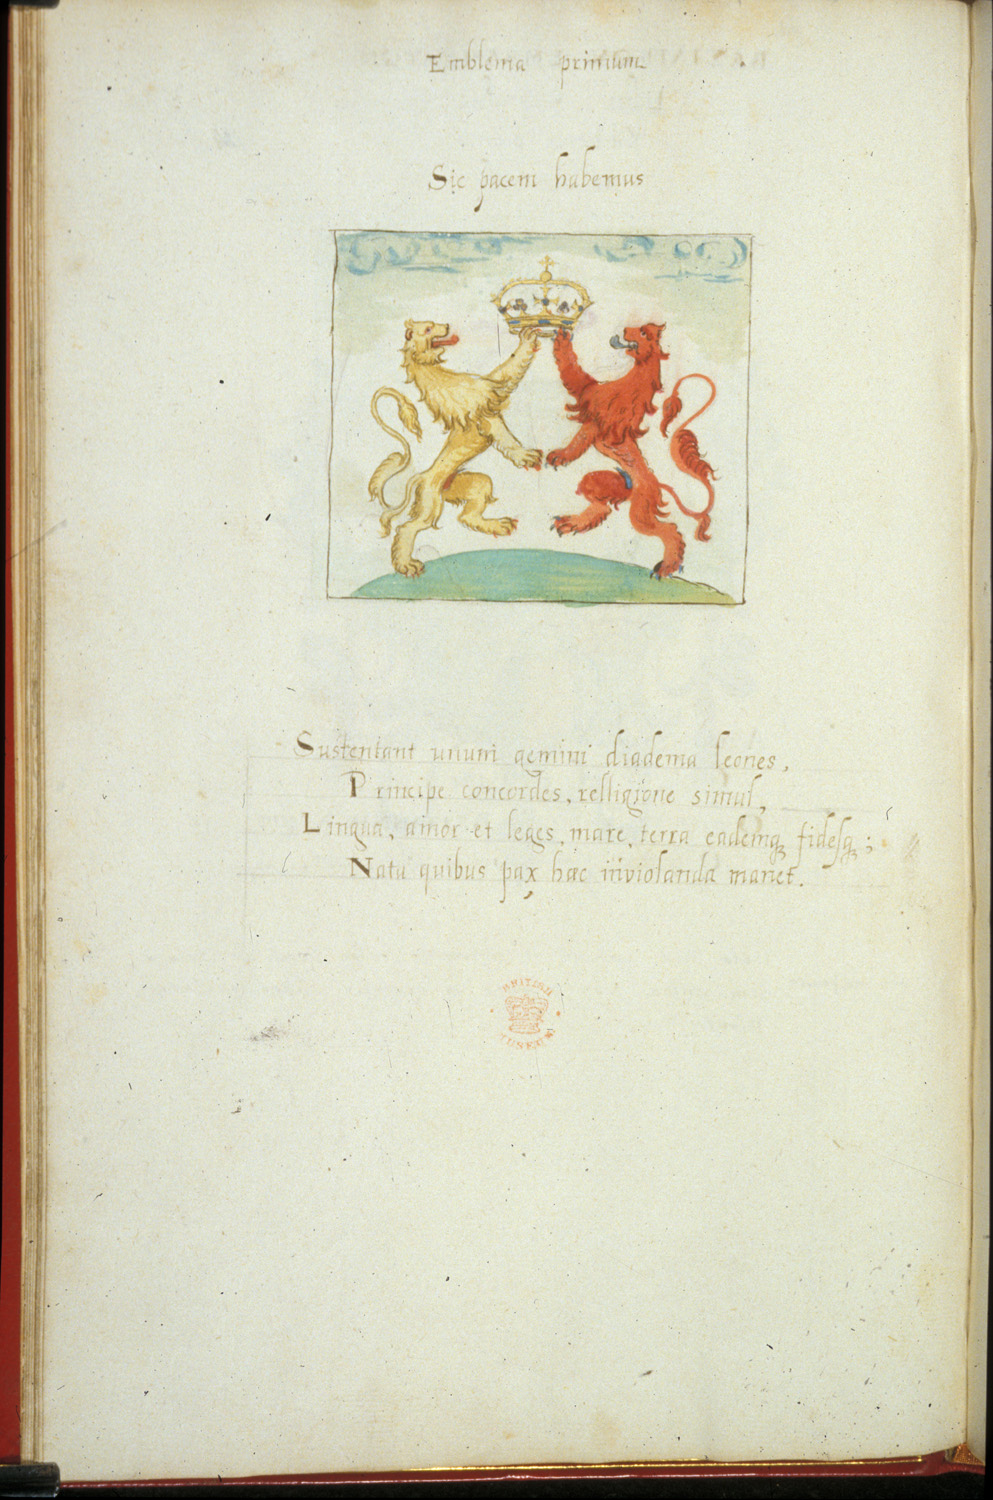 Emblema primum
Sic pacem habemus
Sustentant unum gemini diadema leones,
Principe concordes, relligione simul,
Lingua, amor et leges, mare, terra eademq fidesq;
Natu quibus pax hæc inviolanda manet.
BRITISH
MUSEUM